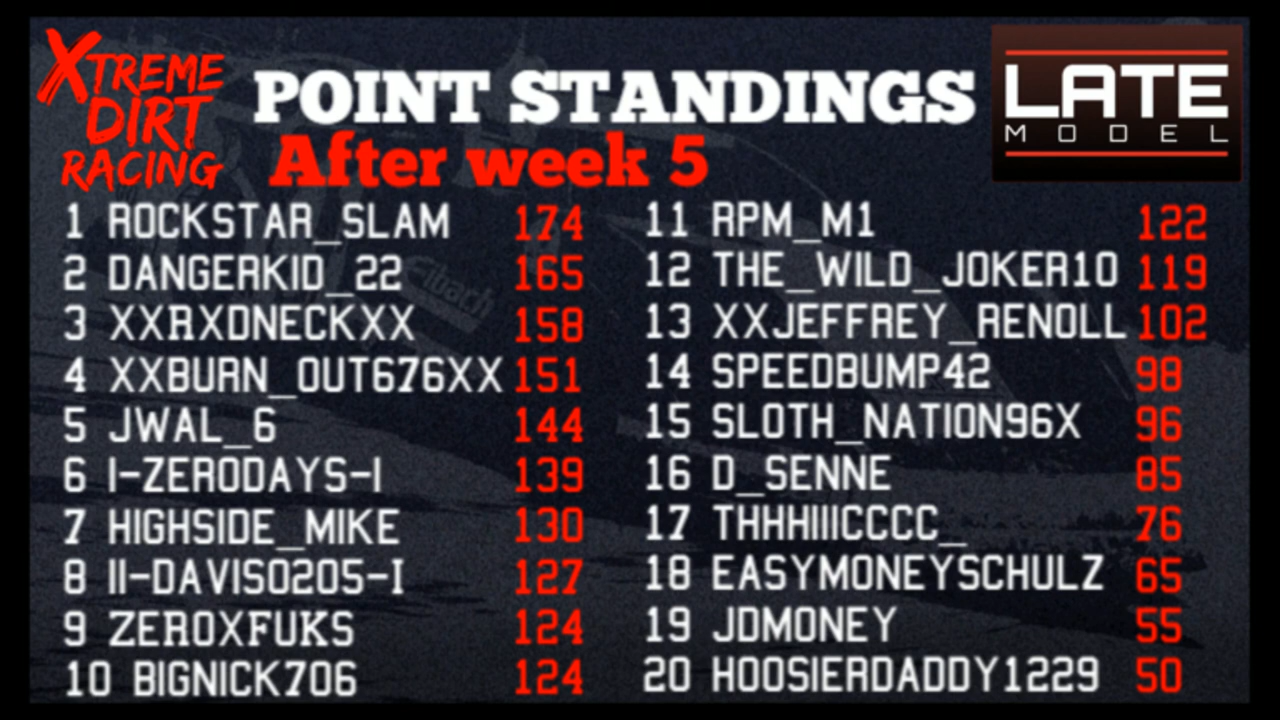 XTREME
DIRT
RACING
POINT STANDINGS
After week 5
LATE
MODEL
1 ROCKSTAR_SLAM 174
2 DANGERKID_22 165
3 XXRXDNECKXX 158
4 XXBURN_OUT676XX 151
5 JWAL_6 144
6 I-ZERODAYS-I 139
7 HIGHSIDE_MIKE 130
8 II-DAVIS0205-I 127
9 ZEROXFUKS 124
10 BIGNICK706 124
11 RPM_M1 122
12 THE_WILD_JOKER10 119
13 XXJEFFREY_RENOLL 102
14 SPEEDBUMP42 98
15 SLOTH_NATION96X 96
16 D_SENNE 85
17 THHHIIICCCC_ 76
18 EASYMONEYSCHULZ 65
19 JDMONEY 55
20 HOOSIERDADDY1229 50
Eibach